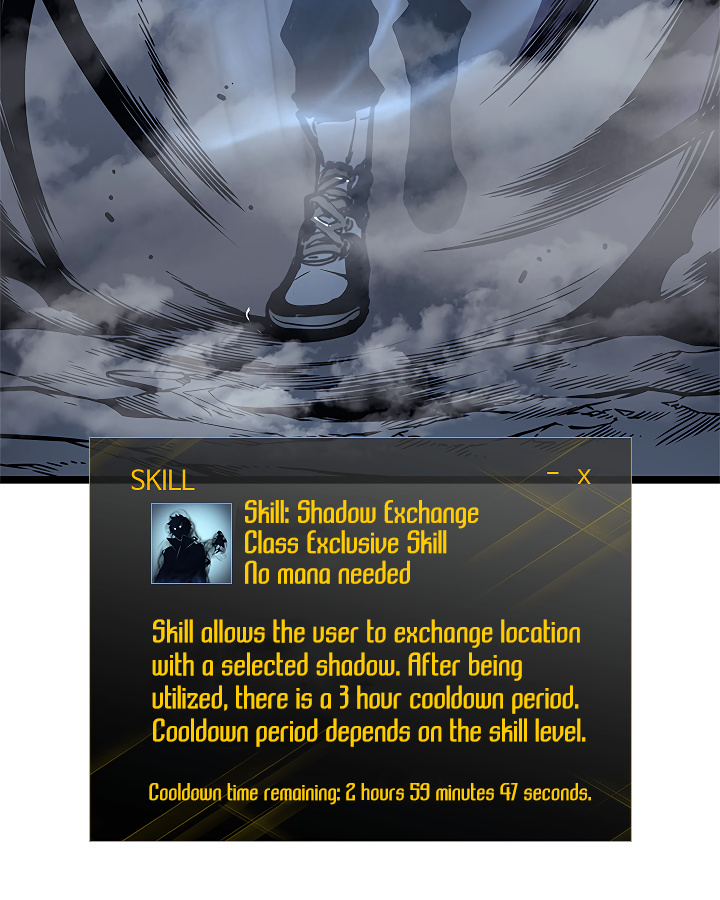 SKILL – X
Skill: Shadow Exchange
Class Exclusive Skill
No mana needed
Skill allows the user to exchange location
with a selected shadow. After being
utilized, there is a 3 hour cooldown period.
Cooldown period depends on the skill level.
Cooldown time remaining: 2 hours 59 minutes 47 seconds.